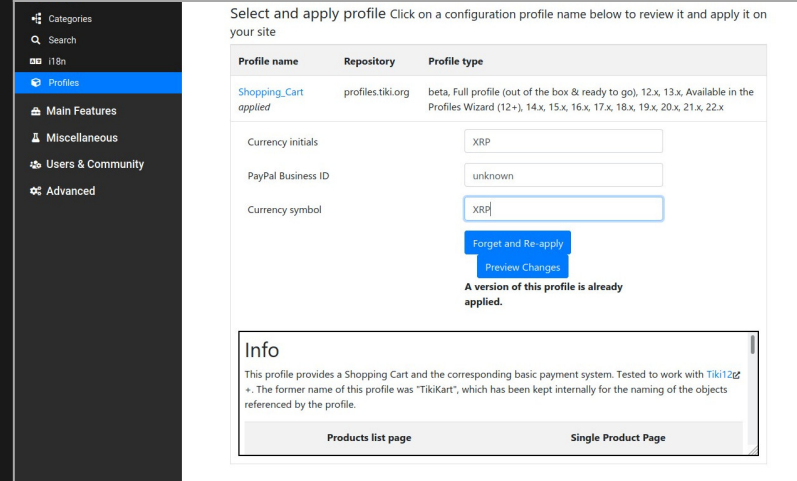 Categories
Search
i18n
Profiles
Main Features
Miscellaneous
Users & Community
Advanced
Select and apply profile Click on a configuration profile name below to review it and apply it on
your site
Profile name Repository Profile type
Shopping_Cart profiles.tiki.org beta, Full profile (out of the box & ready to go), 12.x, 13.x, Available in the
applied Profiles Wizard (12+), 14.x, 15.x, 16.x, 17.x, 18.x, 19.x, 20.x, 21.x, 22.x
Currency initials XRP
PayPal Business ID unknown
Currency symbol XRP
Forget and Re-apply
Preview Changes
A version of this profile is already
applied.
Info
This profile provides a Shopping Cart and the corresponding basic payment system. Tested to work with Tiki12
+. The former name of this profile was "TikiKart", which has been kept internally for the naming of the objects
referenced by the profile.
Products list page Single Product Page